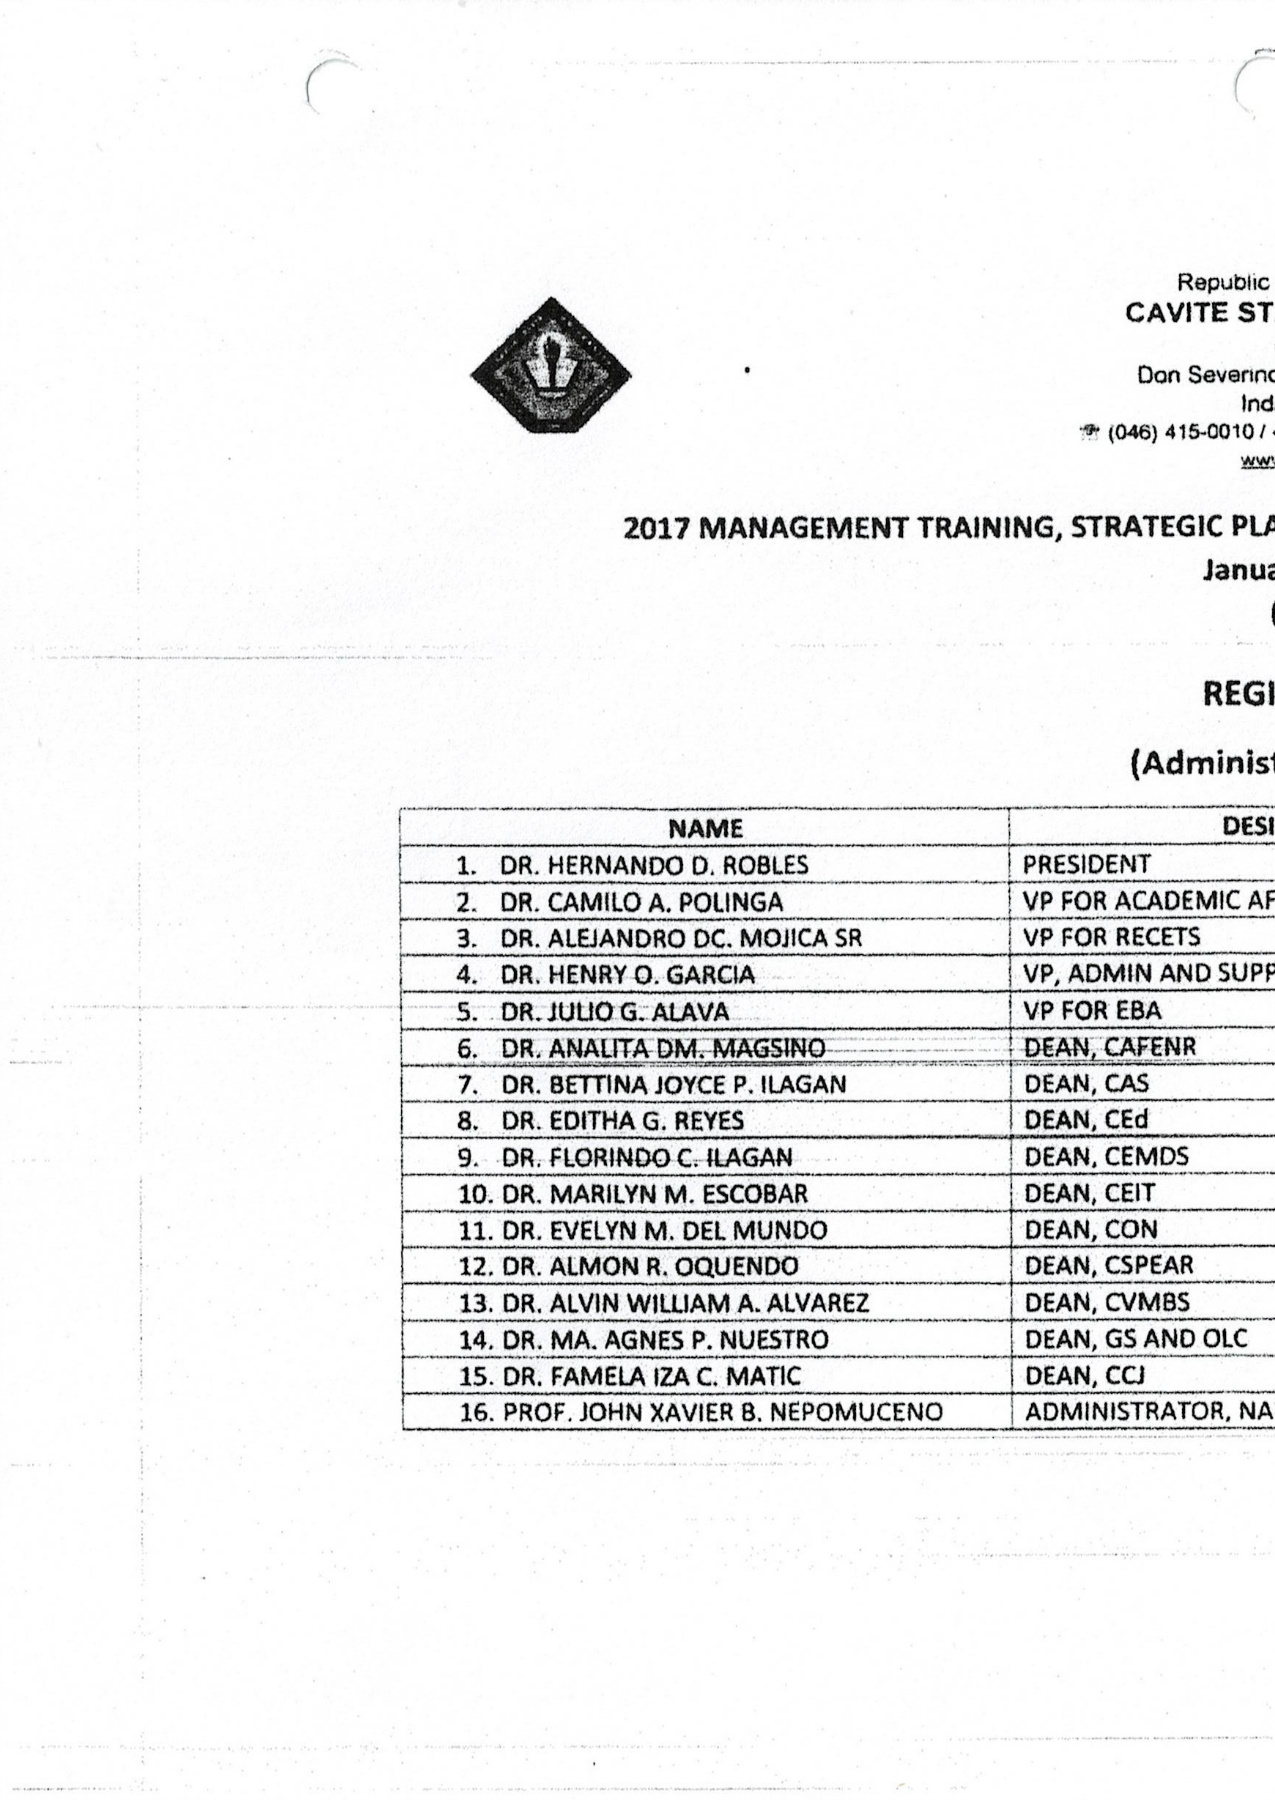 Republic
CAVITE ST
Don Severino
Ind
☎ (046) 415-0010 /
www
2017 MANAGEMENT TRAINING, STRATEGIC PLA
Janua
(
REGI
(Administ
NAME DESI
1. DR. HERNANDO D. ROBLES PRESIDENT
2. DR. CAMILO A. POLINGA VP FOR ACADEMIC AF
3. DR. ALEJANDRO DC. MOJICA SR VP FOR RECETS
4. DR. HENRY O. GARCIA VP, ADMIN AND SUPP
5. DR. JULIO G. ALAVA VP FOR EBA
6. DR. ANALITA DM. MAGSINO DEAN, CAFENR
7. DR. BETTINA JOYCE P. ILAGAN DEAN, CAS
8. DR. EDITHA G. REYES DEAN, CEd
9. DR. FLORINDO C. ILAGAN DEAN, CEMDS
10. DR. MARILYN M. ESCOBAR DEAN, CEIT
11. DR. EVELYN M. DEL MUNDO DEAN, CON
12. DR. ALMON R. OQUENDO DEAN, CSPEAR
13. DR. ALVIN WILLIAM A. ALVAREZ DEAN, CVMBS
14. DR. MA. AGNES P. NUESTRO DEAN, GS AND OLC
15. DR. FAMELA IZA C. MATIC DEAN, CCJ
16. PROF. JOHN XAVIER B. NEPOMUCENO ADMINISTRATOR, NA